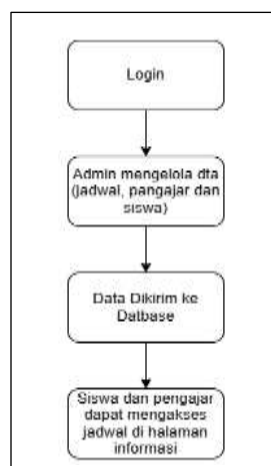 Login
Admin mengelola dta
(jadwal, pangajar dan
siswa)
Data Dikirim ke
Datbase
Siswa dan pengajar
dapat mengakses
jadwal di halaman
informasi